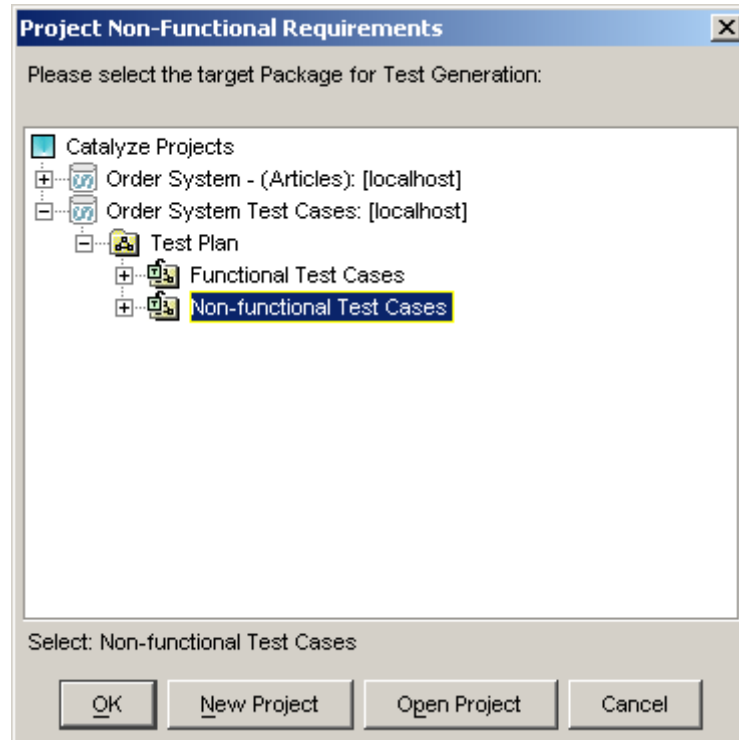 Project Non-Functional Requirements
Please select the target Package for Test Generation:
Catalyze Projects
Order System - (Articles): [localhost]
Order System Test Cases: [localhost]
Test Plan
Functional Test Cases
Non-functional Test Cases
Select: Non-functional Test Cases
OK New Project Open Project Cancel